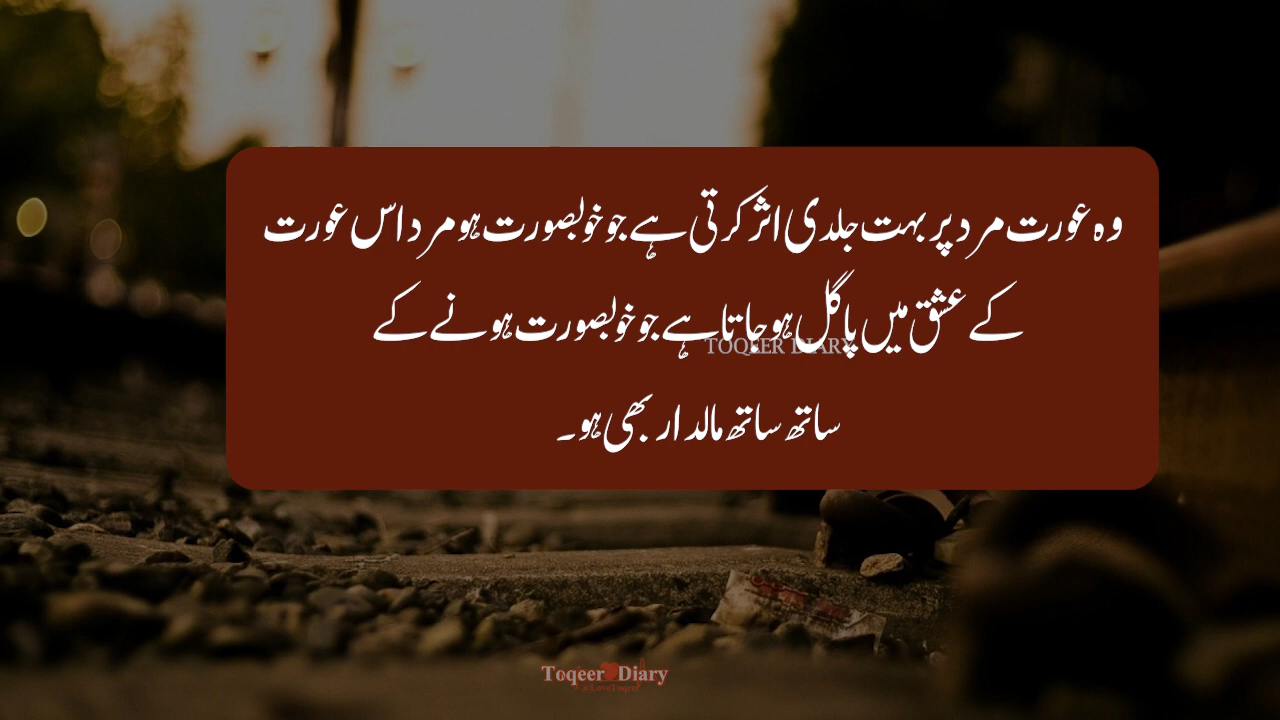 وہ عورت مرد پر بہت جلدی اثر کرتی ہے جو خوبصورت ہو مرد اس عورت
کے عشق میں پاگل ہو جاتا ہے جو خوبصورت ہونے کے
TOQEER DIARY
ساتھ ساتھ مالدار بھی ہو۔
Toqeer Diary